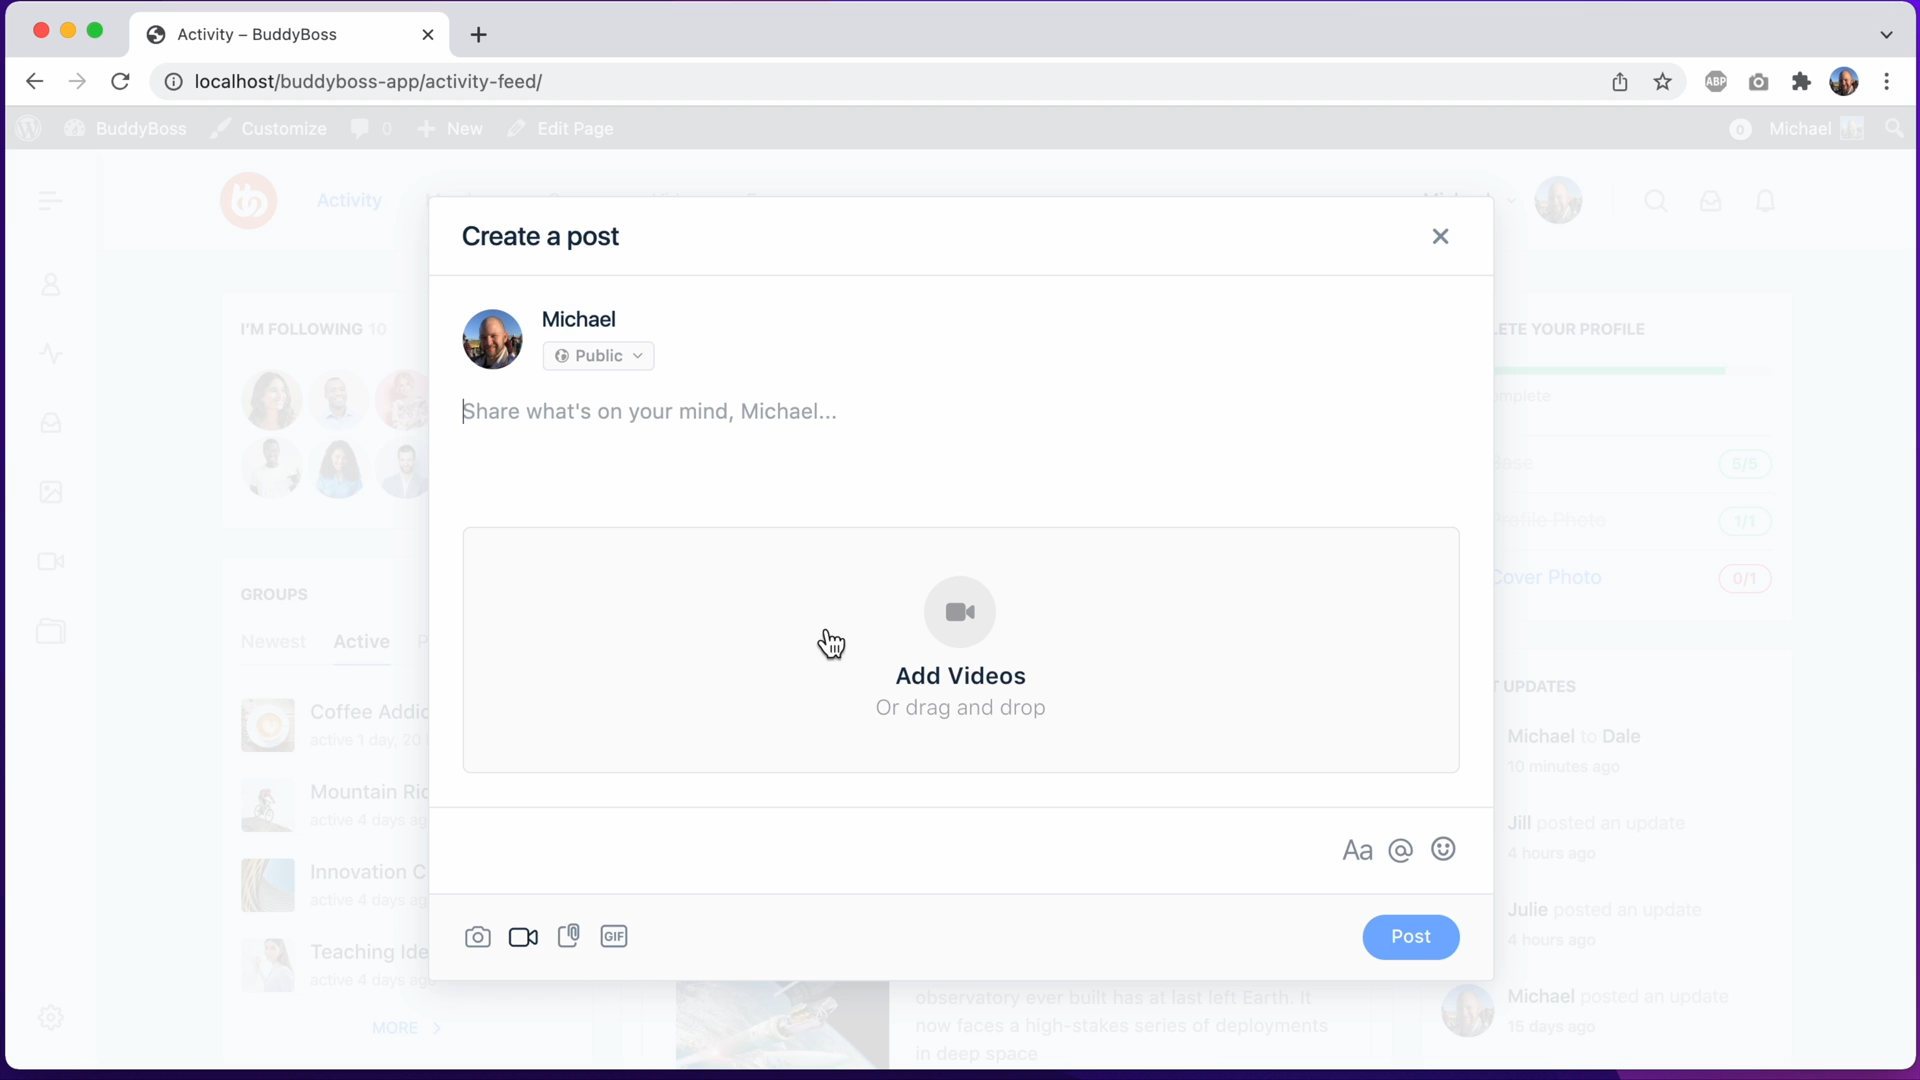 Activity – BuddyBoss
localhost/buddyboss-app/activity-feed/
ABP
BuddyBoss
Customize
0
New
Edit Page
0
Michael
Activity
Create a post
I'M FOLLOWING 10
Michael
Public
Share what's on your mind, Michael...
ETE YOUR PROFILE
mplete
5/5
Profile Photo
1/1
Cover Photo
0/1
Add Videos
Or drag and drop
GROUPS
Newest
Active
P
Coffee Addic
active 1 day, 20
Mountain Ri
active 4 days ag
Innovation C
active 4 days ag
Teaching Ide
active 4 days ago
MORE
T UPDATES
Michael to Dale
10 minutes ago
Jill posted an update
4 hours ago
Julie posted an update
4 hours ago
Michael posted an update
15 days ago
Aa
@
GIF
Post
observatory ever built has at last left Earth. It
now faces a high-stakes series of deployments
in deep space